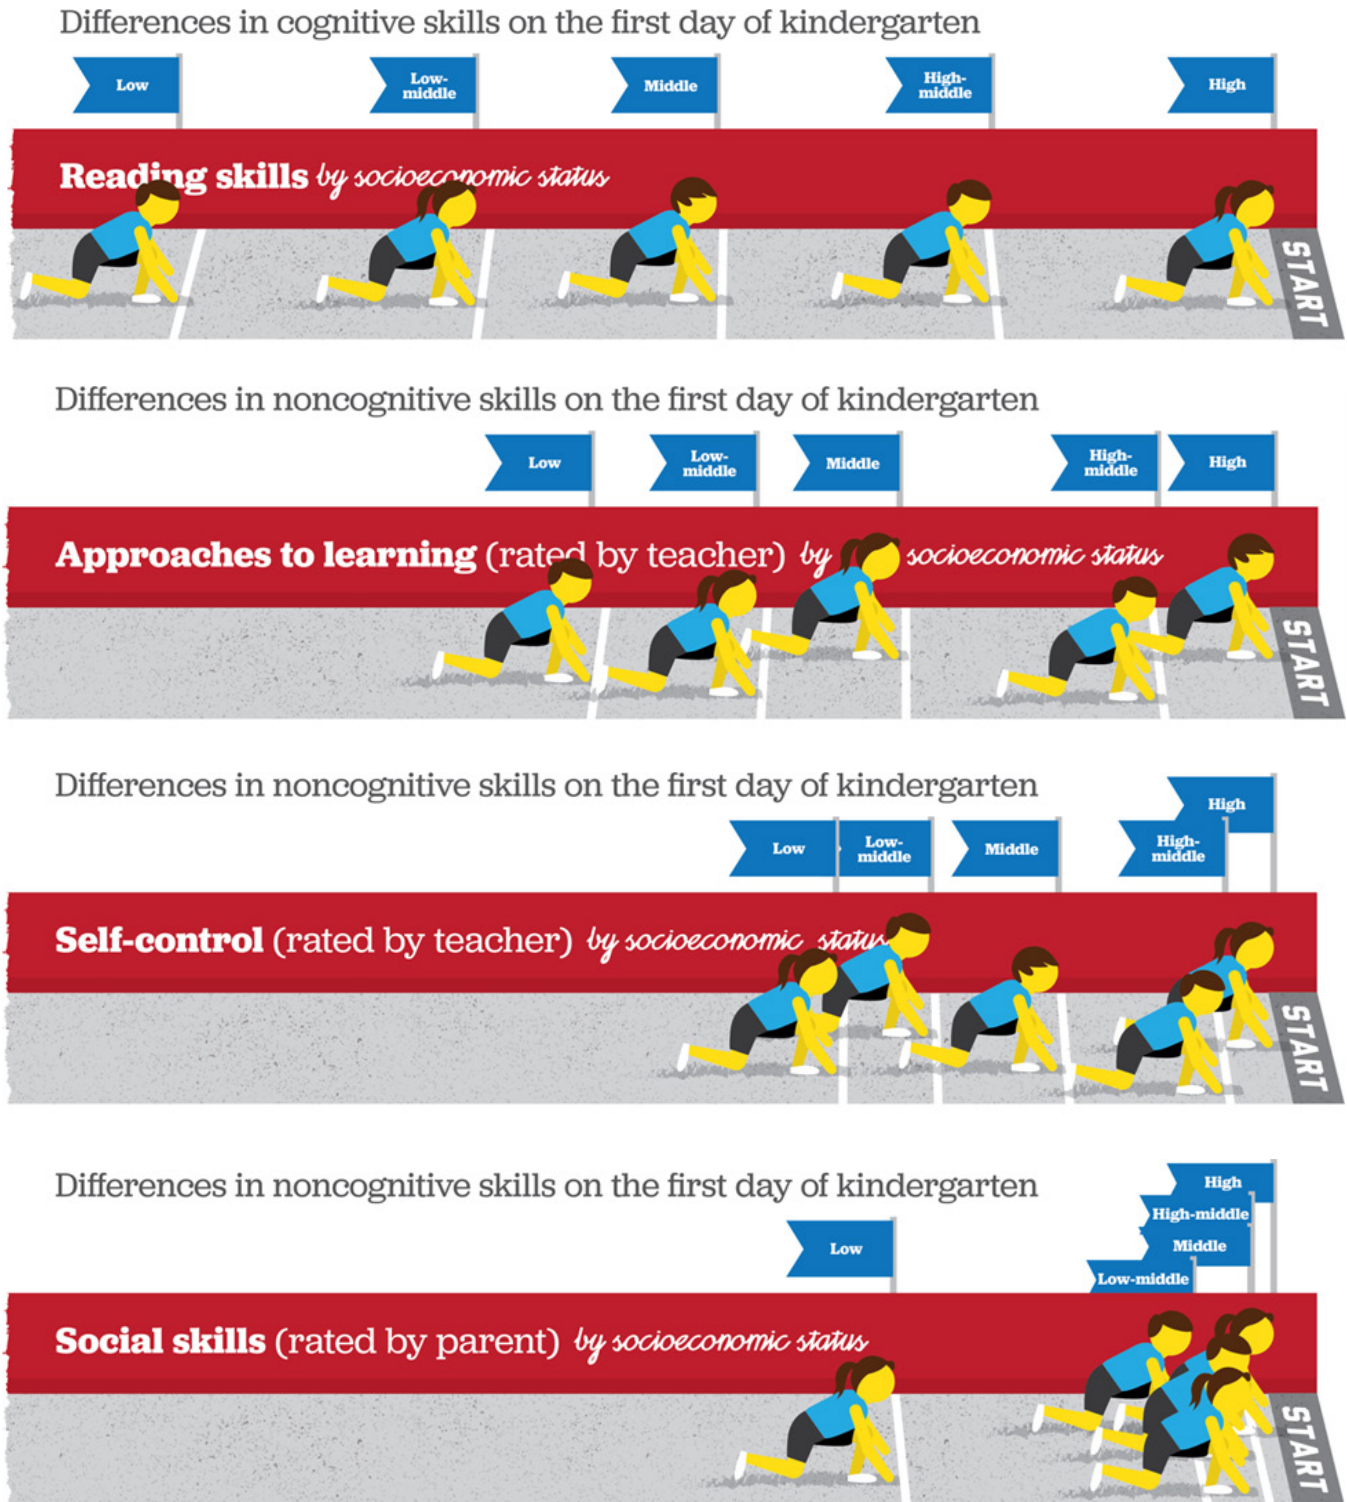 Differences in cognitive skills on the first day of kindergarten
Low
Low-
middle
Middle
High-
middle
High
Reading skills by socioeconomic status
START
Differences in noncognitive skills on the first day of kindergarten
Low
Low-
middle
Middle
High-
middle
High
Approaches to learning (rated by teacher) by socioeconomic status
START
Differences in noncognitive skills on the first day of kindergarten
High
Low
Low-
middle
Middle
High-
middle
Self-control (rated by teacher) by socioeconomic status
START
Differences in noncognitive skills on the first day of kindergarten
High
High-middle
Low
Middle
Low-middle
Social skills (rated by parent) by socioeconomic status
START